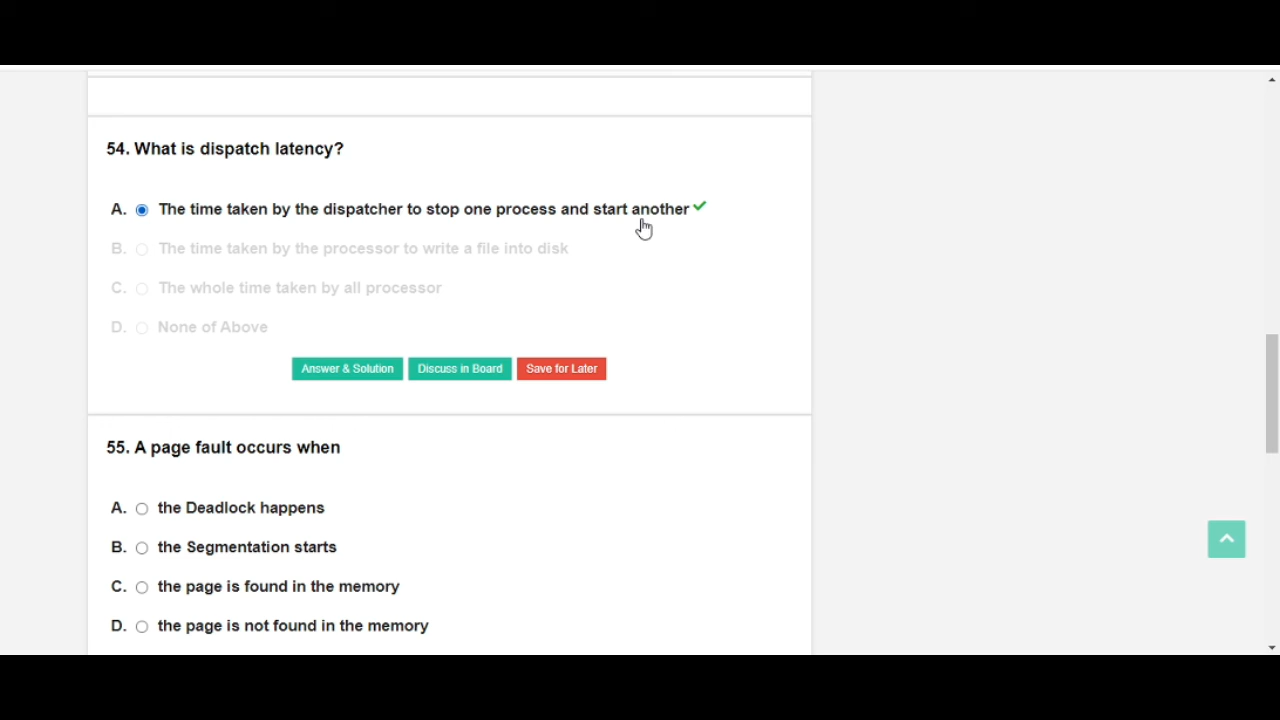 54. What is dispatch latency?
A. The time taken by the dispatcher to stop one process and start another
B. The time taken by the processor to write a file into disk
C. The whole time taken by all processor
D. None of Above
Answer & Solution Discuss in Board Save for Later
55. A page fault occurs when
A. the Deadlock happens
B. the Segmentation starts
C. the page is found in the memory
D. the page is not found in the memory